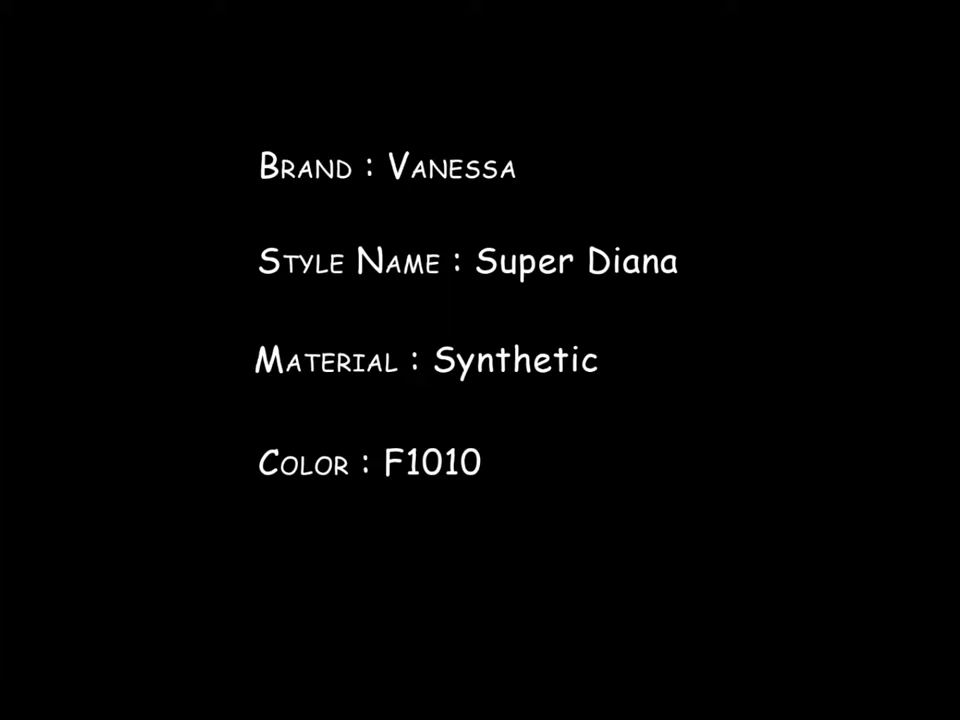 Brand : Vanessa
Style Name : Super Diana
Material : Synthetic
Color : F1010